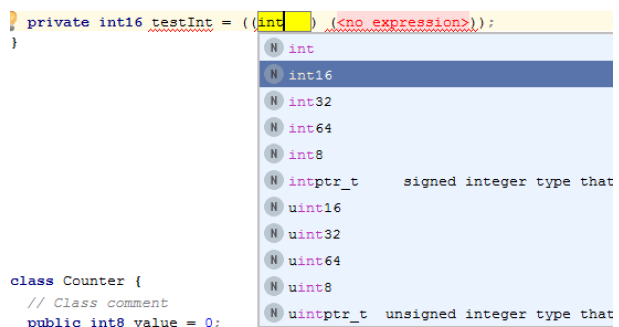 private int16 testInt = ((int ) (<no expression>));
}
N int
N int16
N int32
N int64
N int8
N intptr_t signed integer type that
N uint16
N uint32
N uint64
N uint8
N uintptr_t unsigned integer type that
class Counter {
// Class comment
public int8 value = 0;